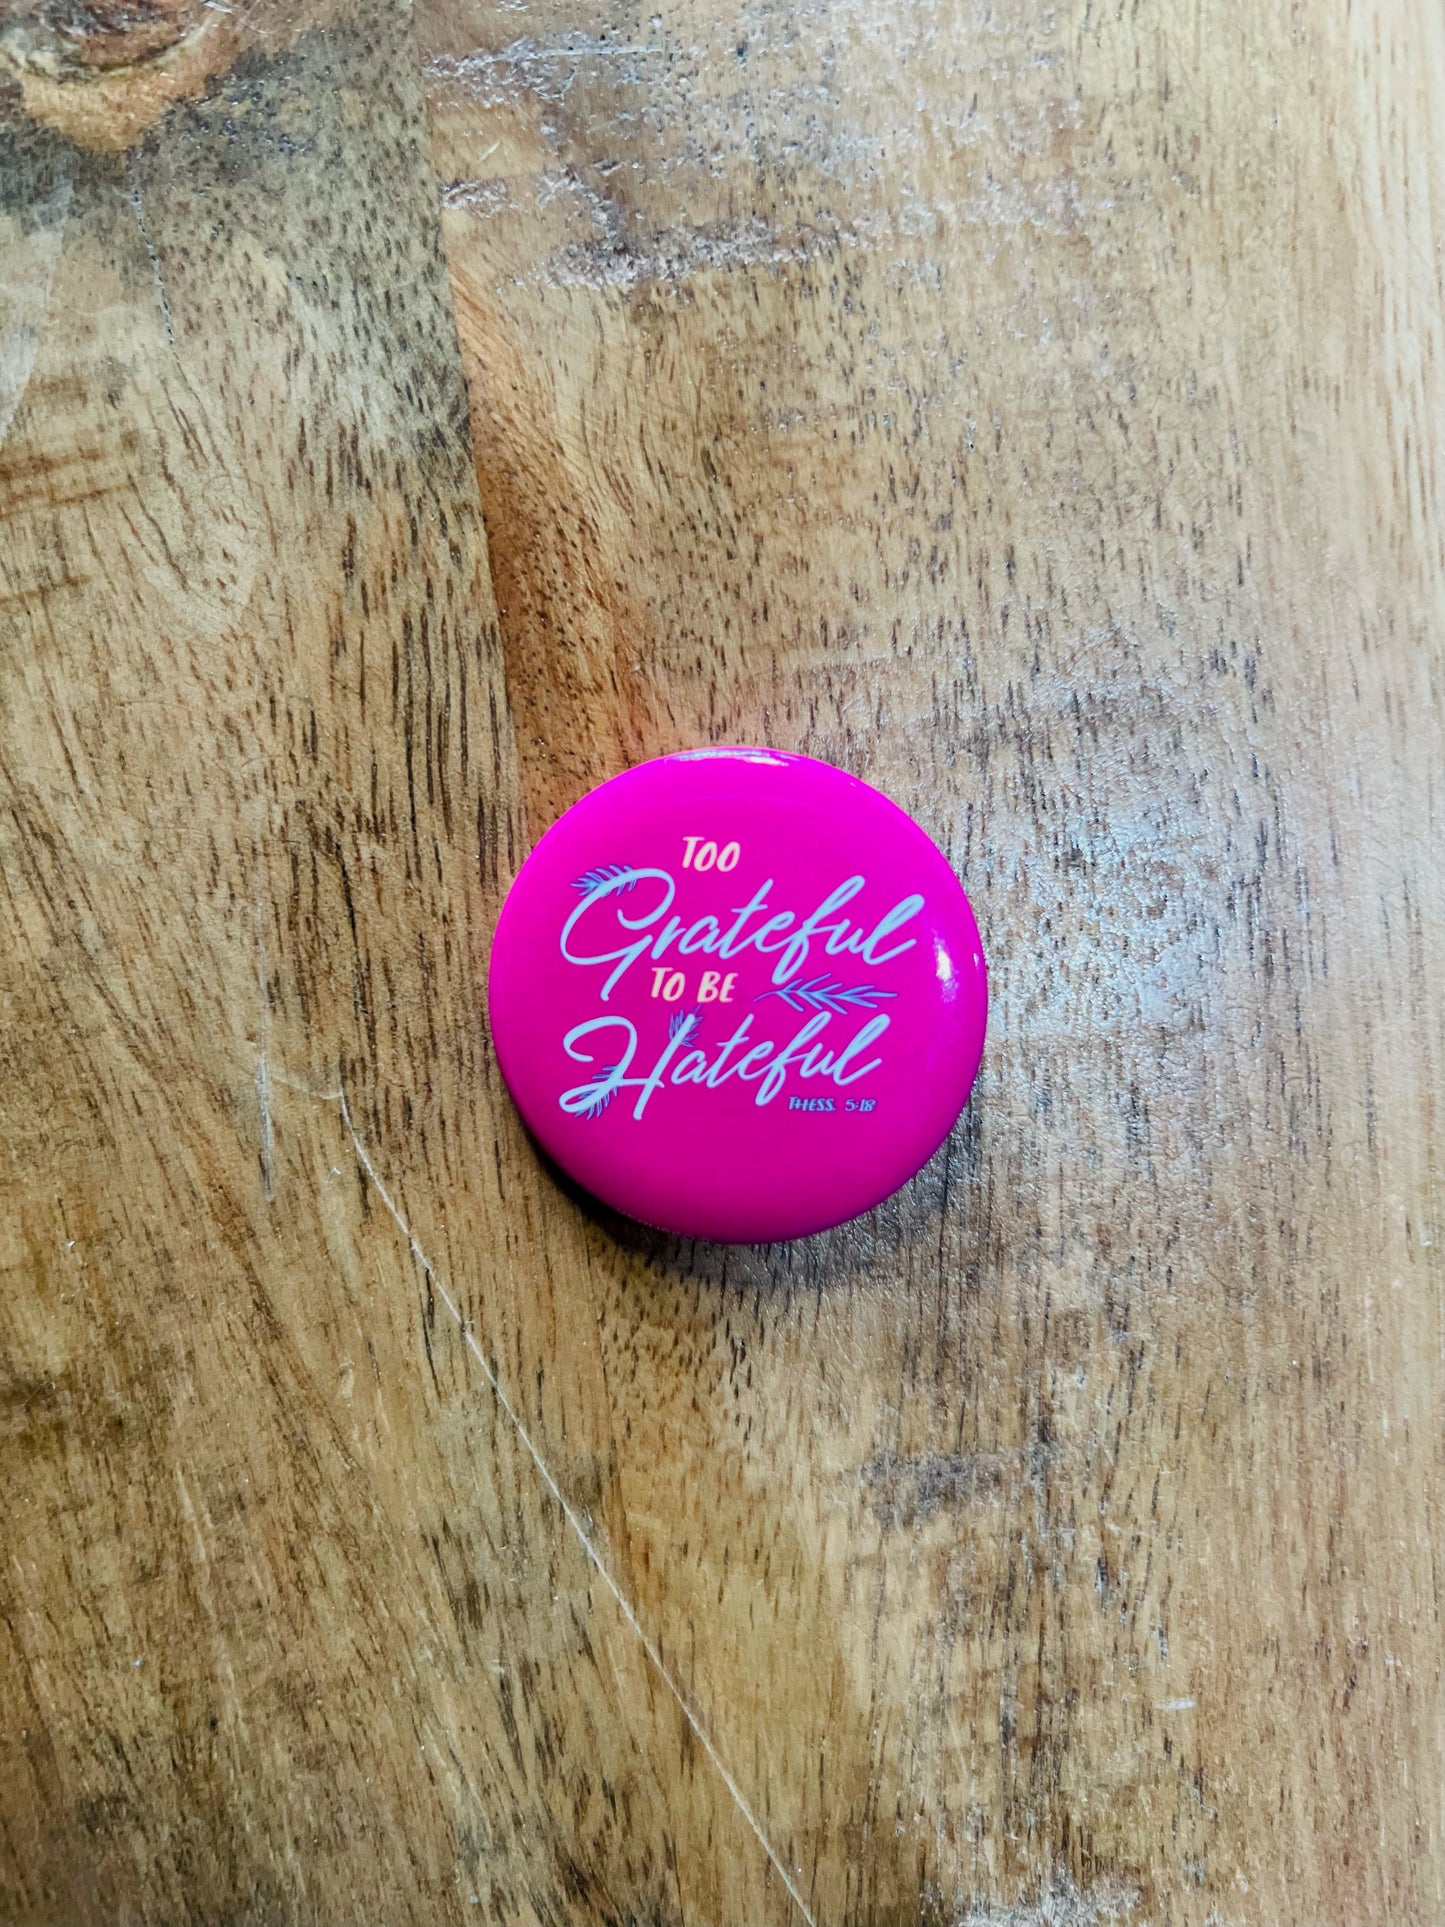 TOO
Grateful
TO BE
Hateful
THESS. 5:18